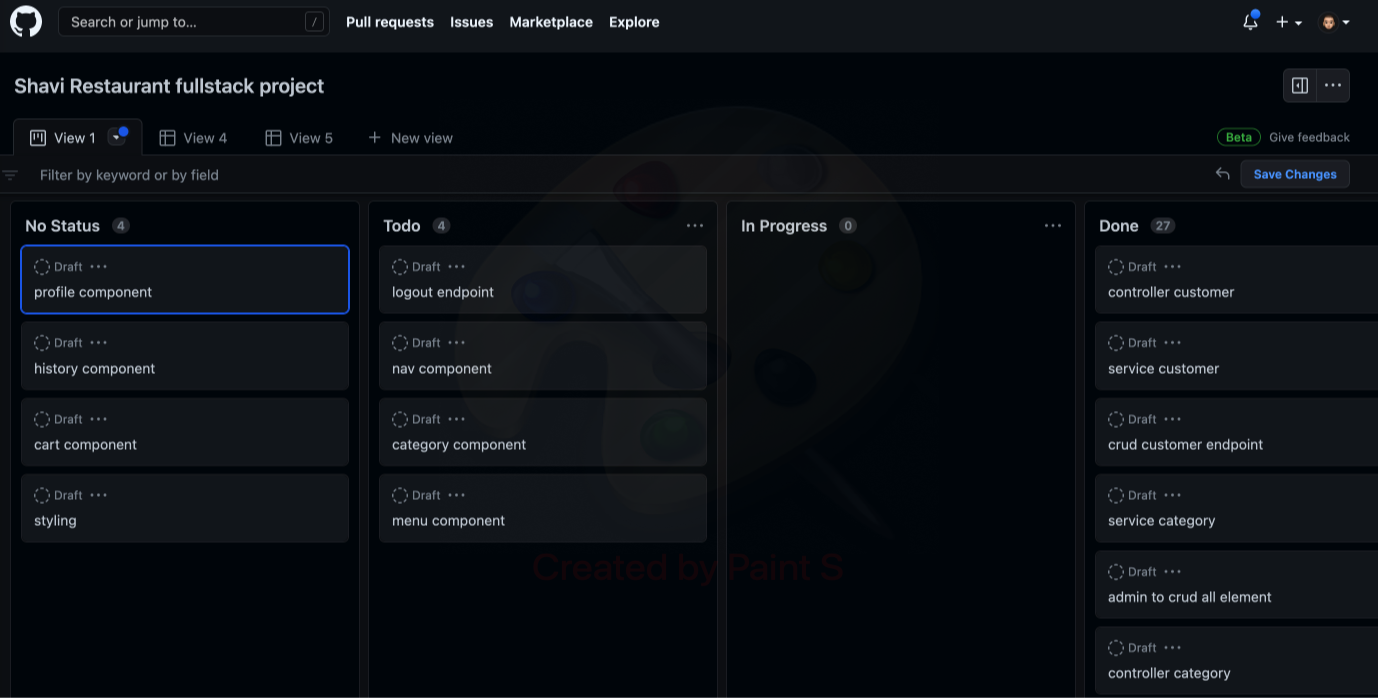 Search or jump to...
/
Pull requests
Issues
Marketplace
Explore
Shavi Restaurant fullstack project
View 1
View 4
View 5
New view
Beta
Give feedback
Filter by keyword or by field
Save Changes
No Status 4
Draft
profile component
Draft
history component
Draft
cart component
Draft
styling
Todo 4
Draft
logout endpoint
Draft
nav component
Draft
category component
Draft
menu component
In Progress 0
Done 27
Draft
controller customer
Draft
service customer
Draft
crud customer endpoint
Draft
service category
Draft
admin to crud all element
Draft
controller category
Created by Paint S